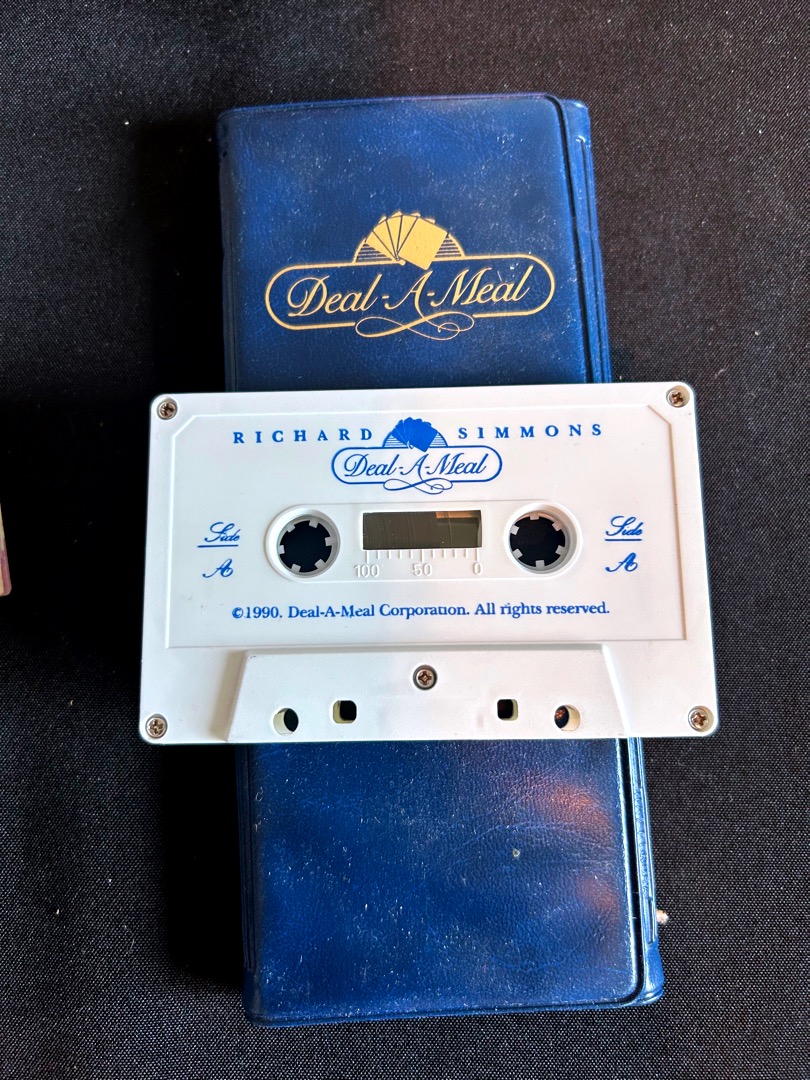 Deal-A-Meal
RICHARD SIMMONS
Deal-A-Meal
Side A
Side A
100 50 0
©1990. Deal-A-Meal Corporation. All rights reserved.